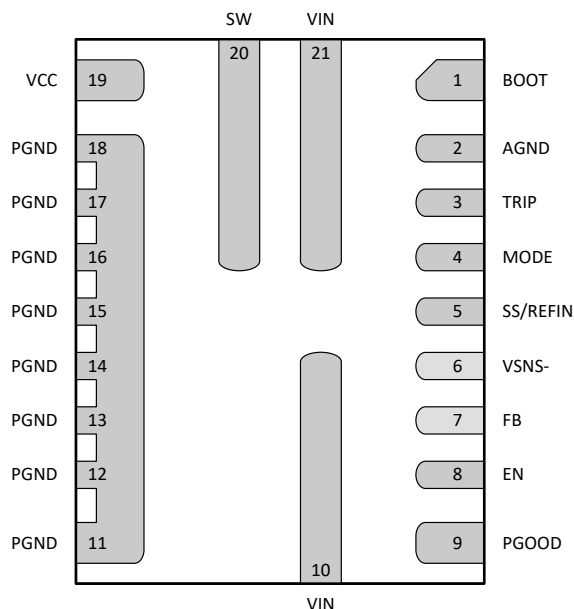 SW VIN
20 21
VCC 19 1 BOOT
PGND 18 2 AGND
PGND 17 3 TRIP
PGND 16 4 MODE
PGND 15 5 SS/REFIN
PGND 14 6 VSNS-
PGND 13 7 FB
PGND 12 8 EN
PGND 11 9 PGOOD
10
VIN